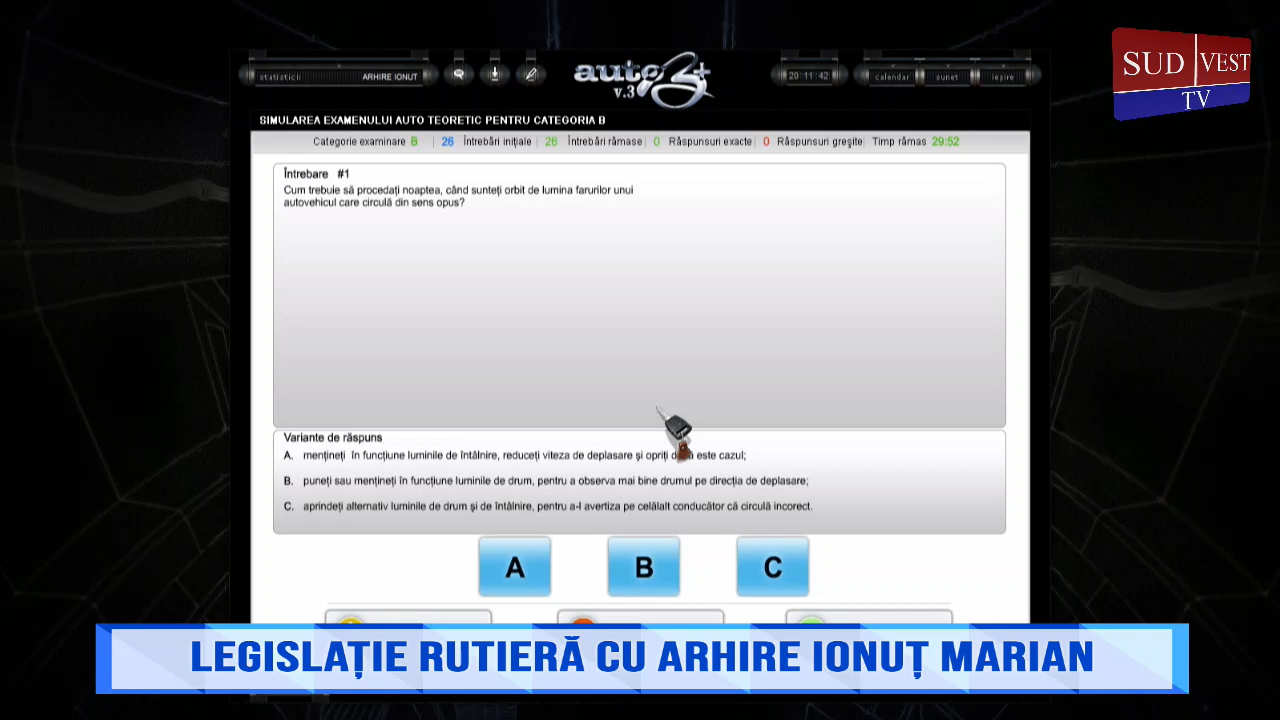 statisticii
ARHIRE IONUT
auto 3+
v.3
20:11:42
calendar
sunet
iesire
SUD VEST
TV
SIMULAREA EXAMENULUI AUTO TEORETIC PENTRU CATEGORIA B
Categorie examinare B 26 Întrebări inițiale 26 Întrebări rămase 0 Răspunsuri exacte 0 Răspunsuri greșite Timp rămas 29:52
Întrebare #1
Cum trebuie să procedați noaptea, când sunteți orbit de lumina farurilor unui
autovehicul care circulă din sens opus?
Variante de răspuns
A. mențineți în funcțiune luminile de întâlnire, reduceți viteza de deplasare și opriți este cazul;
B. puneți sau mențineți în funcțiune luminile de drum, pentru a observa mai bine drumul pe direcția de deplasare;
C. aprindeți alternativ luminile de drum și de întâlnire, pentru a-l avertiza pe celălalt conducător că circulă incorect.
A B C
LEGISLAȚIE RUTIERĂ CU ARHIRE IONUȚ MARIAN